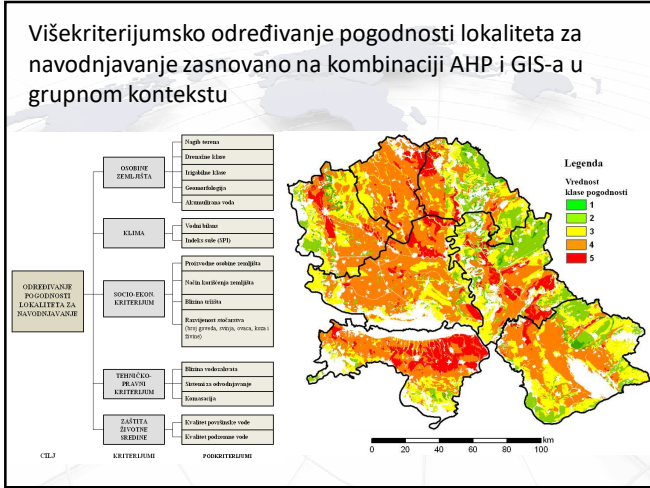 Višekriterijumsko određivanje pogodnosti lokaliteta za
navodnjavanje zasnovano na kombinaciji AHP i GIS-a u
grupnom kontekstu
ODREĐIVANJE
POGODNOSTI
LOKALITETA ZA
NAVODNJAVANJE
OSOBINE
ZEMLJIŠTA
Nagib terena
Drenažne klase
Irigabilne klase
Geomorfologija
Akumulirana voda
KLIMA
Vodni bilans
Indeks suše (SPI)
SOCIO-EKON.
KRITERIJUM
Proizvodne osobine zemljišta
Način korišćenja zemljišta
Blizina tržišta
Razvijenost stočarstva
(broj goveda, svinja, ovaca, koza i
živine)
TEHNIČKO-
PRAVNI
KRITERIJUM
Blizina vodozahvata
Sistemi za odvodnjavanje
Komasacija
ZAŠTITA
ŽIVOTNE
SREDINE
Kvalitet površinske vode
Kvalitet podzemne vode
CILJ
KRITERIJUMI
PODKRITERIJUMI
Legenda
Vrednost
klase pogodnosti
1
2
3
4
5
km
0 20 40 60 80 100